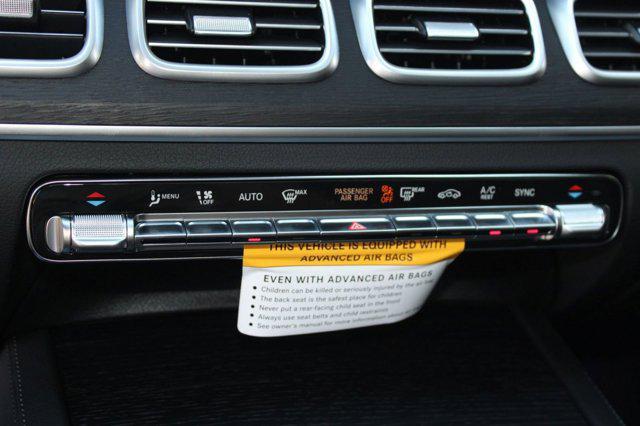 MENU
OFF
AUTO
MAX
PASSENGER
AIR BAG
OFF
REAR
A/C
REST
SYNC
THIS VEHICLE IS EQUIPPED WITH
ADVANCED AIR BAGS
EVEN WITH ADVANCED AIR BAGS
• Children can be killed or seriously injured by the air bag
• The back seat is the safest place for children
• Never put a rear-facing child seat in the front
• Always use seat belts and child restraints
• See owner's manual for more information about